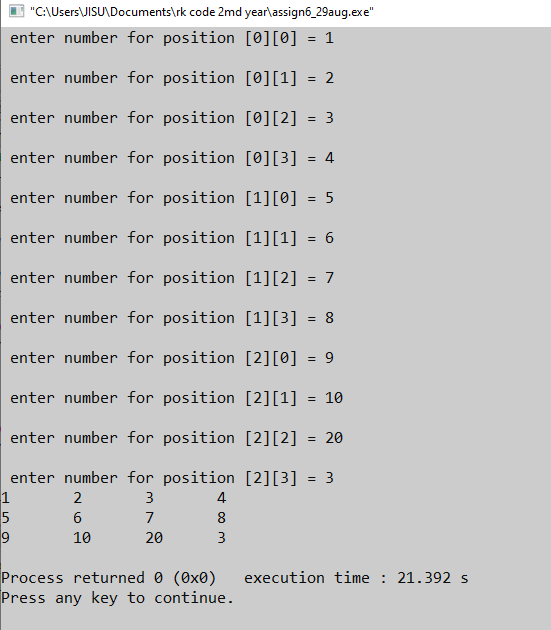 "C:\Users\JISU\Documents\rk code 2md year\assign6_29aug.exe"
enter number for position [0][0] = 1
enter number for position [0][1] = 2
enter number for position [0][2] = 3
enter number for position [0][3] = 4
enter number for position [1][0] = 5
enter number for position [1][1] = 6
enter number for position [1][2] = 7
enter number for position [1][3] = 8
enter number for position [2][0] = 9
enter number for position [2][1] = 10
enter number for position [2][2] = 20
enter number for position [2][3] = 3
1 2 3 4
5 6 7 8
9 10 20 3
Process returned 0 (0x0) execution time : 21.392 s
Press any key to continue.